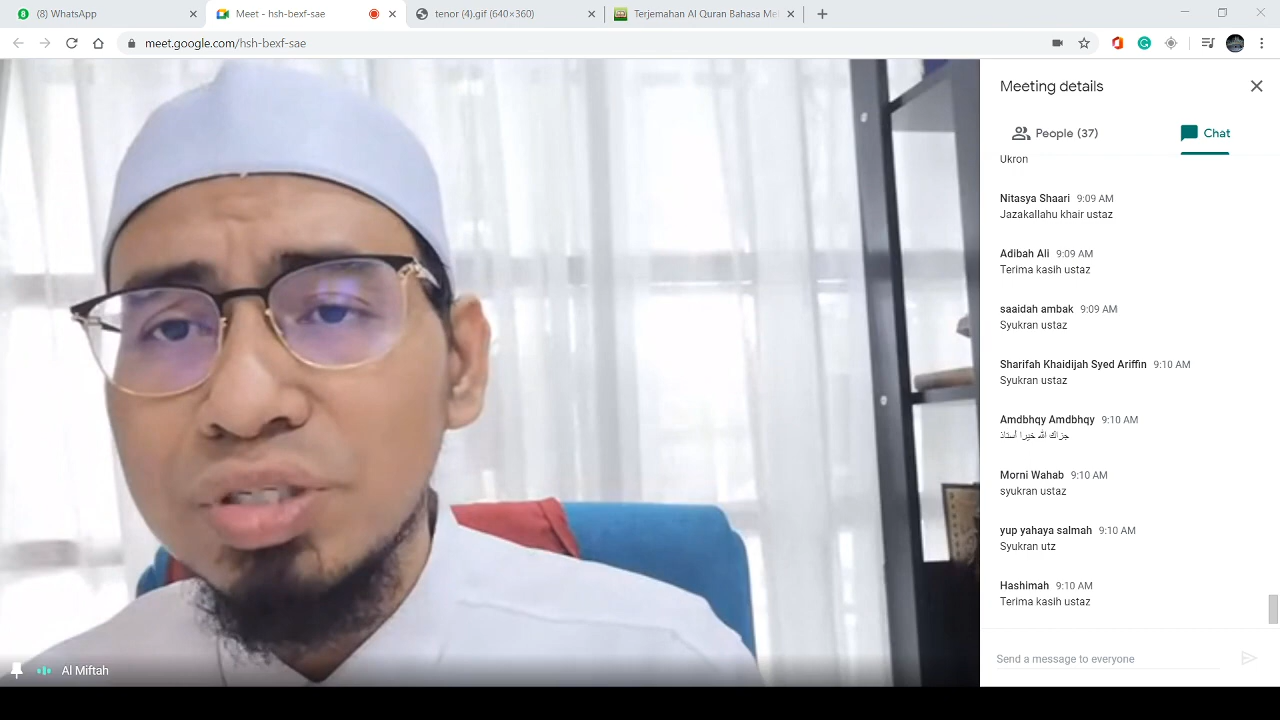 (8) WhatsApp
Meet - hsh-bexf-sae
tenor (4).gif (640×360)
Terjemahan Al Quran Bahasa Mel
meet.google.com/hsh-bexf-sae
Meeting details
People (37)
Chat
Ukron
Nitasya Shaari 9:09 AM
Jazakallahu khair ustaz
Adibah Ali 9:09 AM
Terima kasih ustaz
saaidah ambak 9:09 AM
Syukran ustaz
Sharifah Khaidijah Syed Ariffin 9:10 AM
Syukran ustaz
Amdbhqy Amdbhqy 9:10 AM
جزاك الله خيرا أستاذ
Morni Wahab 9:10 AM
syukran ustaz
yup yahaya salmah 9:10 AM
Syukran utz
Hashimah 9:10 AM
Terima kasih ustaz
Send a message to everyone
Al Miftah